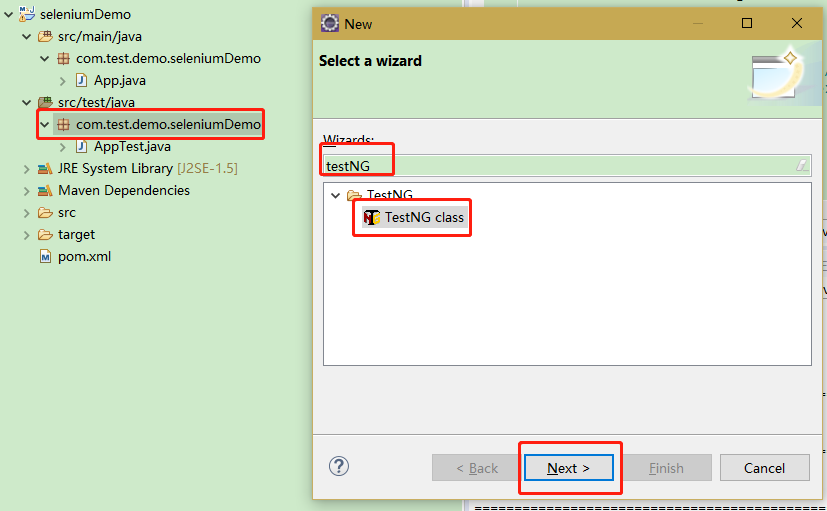 seleniumDemo
src/main/java
com.test.demo.seleniumDemo
App.java
src/test/java
com.test.demo.seleniumDemo
AppTest.java
JRE System Library [J2SE-1.5]
Maven Dependencies
src
target
pom.xml
New
Select a wizard
Wizards:
testNG
TestNG
TestNG class
< Back
Next >
Finish
Cancel